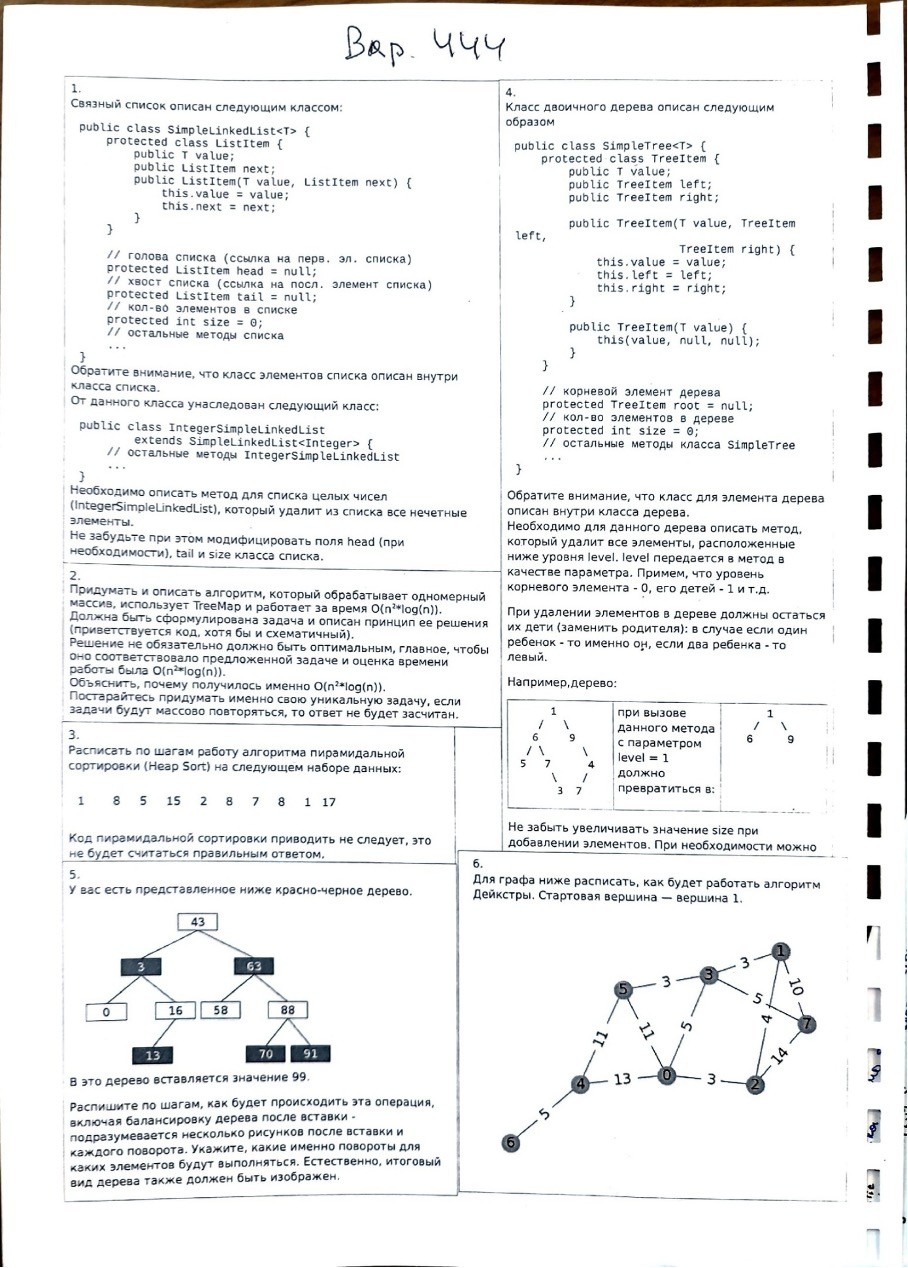 Вар. 444
1.
Связный список описан следующим классом:
public class SimpleLinkedList<T> {
protected class ListItem {
public T value;
public ListItem next;
public ListItem(T value, ListItem next) {
this.value = value;
this.next = next;
}
}
// голова списка (ссылка на перв. эл. списка)
protected ListItem head = null;
// хвост списка (ссылка на посл. элемент списка)
protected ListItem tail = null;
// кол-во элементов в списке
protected int size = 0;
// остальные методы списка
...
}
Обратите внимание, что класс элементов списка описан внутри
класса списка.
От данного класса унаследован следующий класс:
public class IntegerSimpleLinkedList
extends SimpleLinkedList<Integer> {
// остальные методы IntegerSimpleLinkedList
...
}
Необходимо описать метод для списка целых чисел
(IntegerSimpleLinkedList), который удалит из списка все нечетные
элементы.
Не забудьте при этом модифицировать поля head (при
необходимости), tail и size класса списка.
2.
Придумать и описать алгоритм, который обрабатывает одномерный
массив, использует TreeMap и работает за время O(n²*log(n)).
Должна быть сформулирована задача и описан принцип ее решения
(приветствуется код, хотя бы и схематичный).
Решение не обязательно должно быть оптимальным, главное, чтобы
оно соответствовало предложенной задаче и оценка времени
работы была O(n²*log(n)).
Объяснить, почему получилось именно O(n²*log(n)).
Постарайтесь придумать именно свою уникальную задачу, если
задачи будут массово повторяться, то ответ не будет засчитан.
3.
Расписать по шагам работу алгоритма пирамидальной
сортировки (Heap Sort) на следующем наборе данных:
1 8 5 15 2 8 7 8 1 17
Код пирамидальной сортировки приводить не следует, это
не будет считаться правильным ответом,
4.
Класс двоичного дерева описан следующим
образом
public class SimpleTree<T> {
protected class TreeItem {
public T value;
public TreeItem left;
public TreeItem right;
public TreeItem(T value, TreeItem
left,
TreeItem right) {
this.value = value;
this.left = left;
this.right = right;
}
public TreeItem(T value) {
this(value, null, null);
}
}
// корневой элемент дерева
protected TreeItem root = null;
// кол-во элементов в дереве
protected int size = 0;
// остальные методы класса SimpleTree
...
}
Обратите внимание, что класс для элемента дерева
описан внутри класса дерева.
Необходимо для данного дерева описать метод,
который удалит все элементы, расположенные
ниже уровня level. level передается в метод в
качестве параметра. Примем, что уровень
корневого элемента - 0, его детей - 1 и т.д.
При удалении элементов в дереве должны остаться
их дети (заменить родителя): в случае если один
ребенок - то именно он, если два ребенка - то
левый.
Например,дерево:
1
6 9
5 7 4
3 7
при вызове
данного метода
с параметром
level = 1
должно
превратиться в:
1
6 9
Не забыть увеличивать значение size при
добавлении элементов. При необходимости можно
5.
У вас есть представленное ниже красно-черное дерево.
43
3 63
0 16 58 88
13 70 91
В это дерево вставляется значение 99.
Распишите по шагам, как будет происходить эта операция,
включая балансировку дерева после вставки -
подразумевается несколько рисунков после вставки и
каждого поворота. Укажите, какие именно повороты для
каких элементов будут выполняться. Естественно, итоговый
вид дерева также должен быть изображен.
6.
Для графа ниже расписать, как будет работать алгоритм
Дейкстры. Стартовая вершина — вершина 1.
1
3
5 3 3 10
5
4 7
11 11 5
14
4 13 0 3 2
5
6